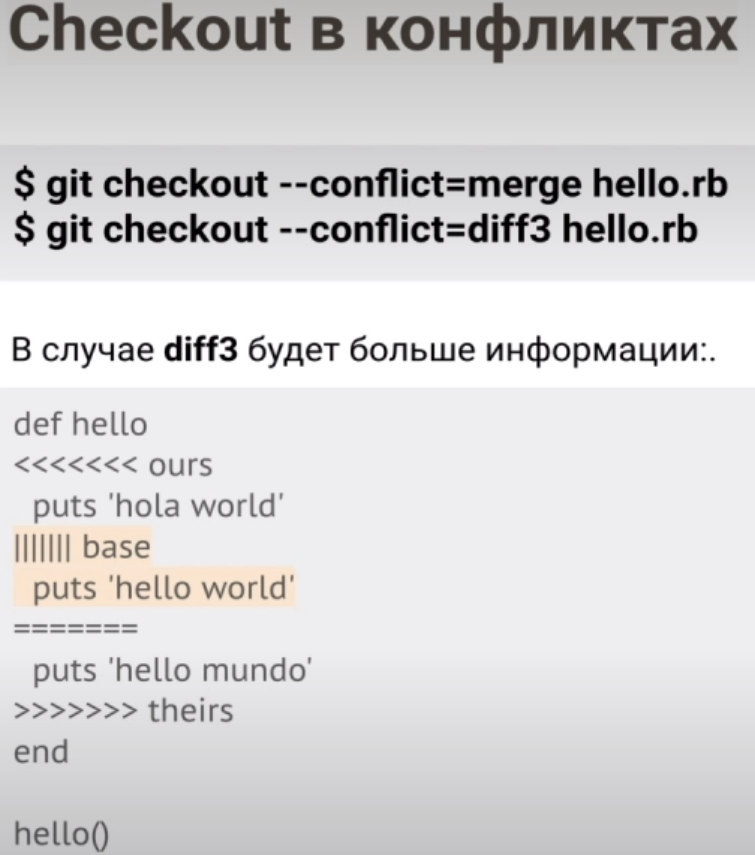 Checkout в конфликтах
$ git checkout --conflict=merge hello.rb
$ git checkout --conflict=diff3 hello.rb
В случае diff3 будет больше информации:.
def hello
<<<<<<< ours
  puts 'hola world'
||||||| base
  puts 'hello world'
=======
  puts 'hello mundo'
>>>>>>> theirs
end

hello()